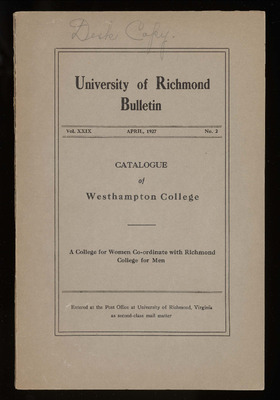 Desk Copy.
University of Richmond
Bulletin
Vol. XXIX APRIL, 1927 No. 3
CATALOGUE
of
Westhampton College
A College for Women Co-ordinate with Richmond
College for Men
Entered at the Post Office at University of Richmond, Virginia
as second-class mail matter